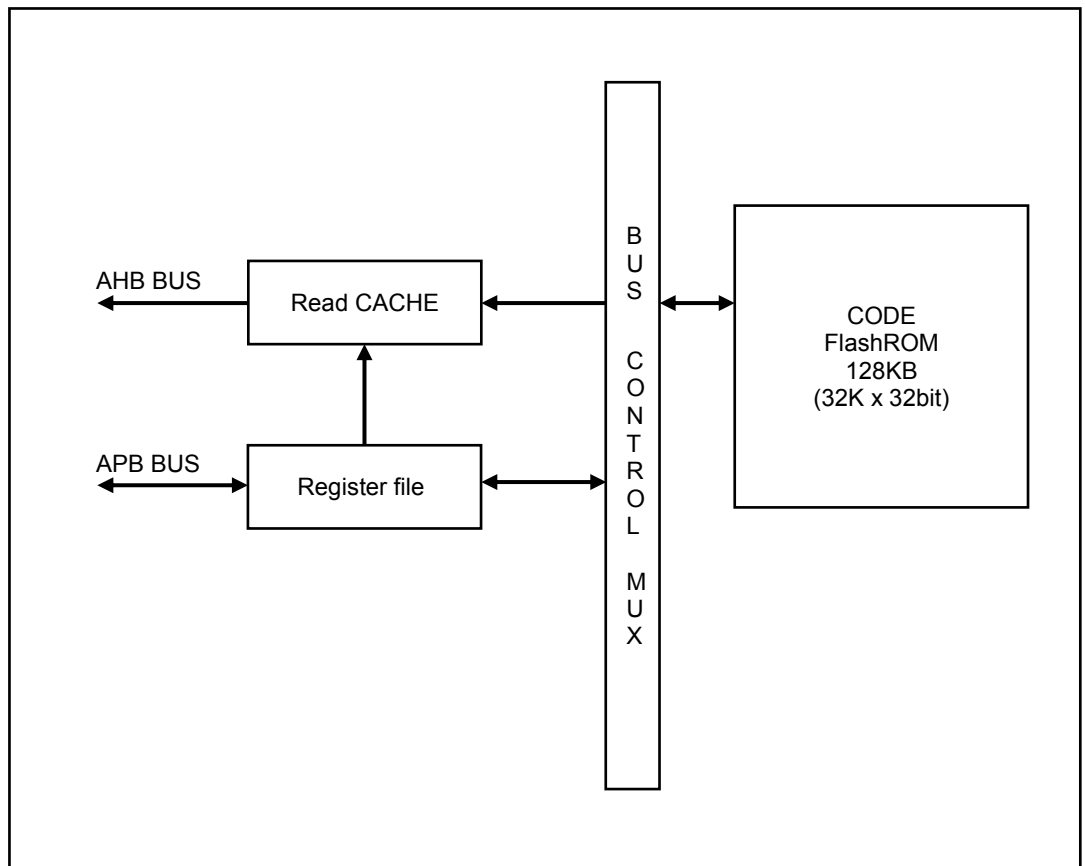 AHB BUS
Read CACHE
APB BUS
Register file
B
U
S
C
O
N
T
R
O
L
M
U
X
CODE
FlashROM
128KB
(32K x 32bit)